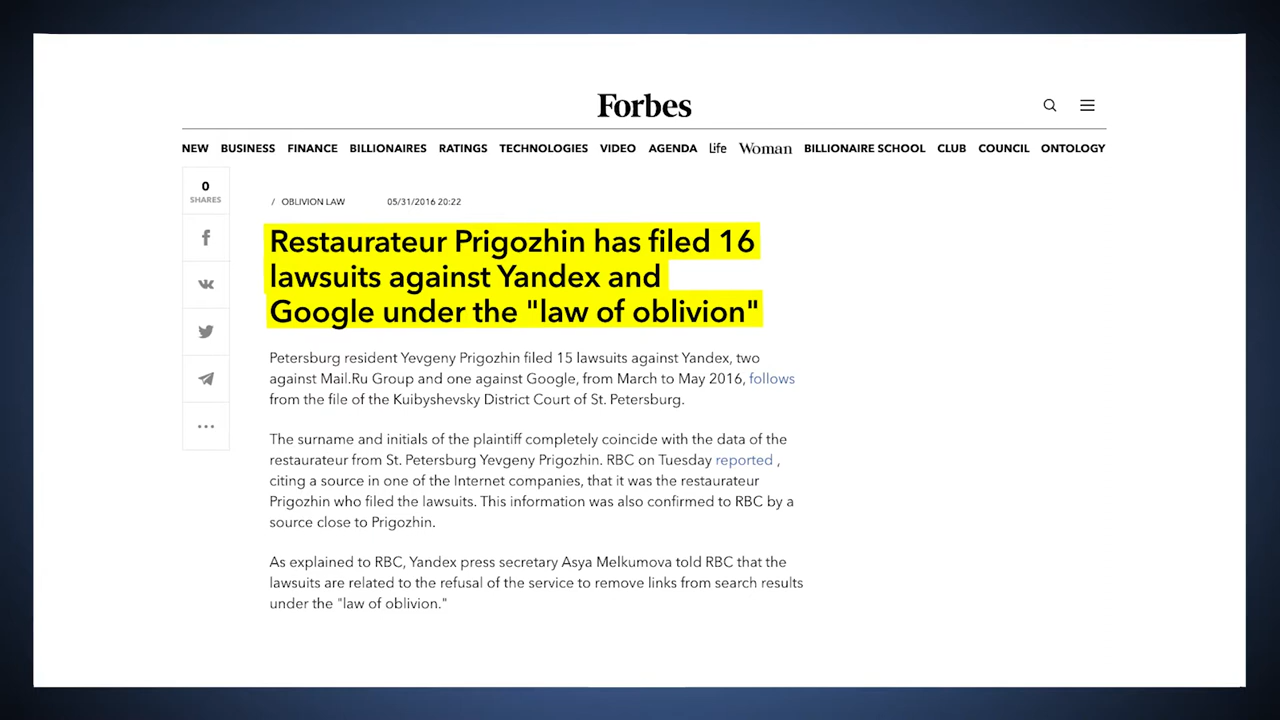 Forbes
NEW BUSINESS FINANCE BILLIONAIRES RATINGS TECHNOLOGIES VIDEO AGENDA Life Woman BILLIONAIRE SCHOOL CLUB COUNCIL ONTOLOGY
0
SHARES
/ OBLIVION LAW 05/31/2016 20:22
Restaurateur Prigozhin has filed 16
lawsuits against Yandex and
Google under the "law of oblivion"
Petersburg resident Yevgeny Prigozhin filed 15 lawsuits against Yandex, two
against Mail.Ru Group and one against Google, from March to May 2016, follows
from the file of the Kuibyshevsky District Court of St. Petersburg.
The surname and initials of the plaintiff completely coincide with the data of the
restaurateur from St. Petersburg Yevgeny Prigozhin. RBC on Tuesday reported ,
citing a source in one of the Internet companies, that it was the restaurateur
Prigozhin who filed the lawsuits. This information was also confirmed to RBC by a
source close to Prigozhin.
As explained to RBC, Yandex press secretary Asya Melkumova told RBC that the
lawsuits are related to the refusal of the service to remove links from search results
under the "law of oblivion."